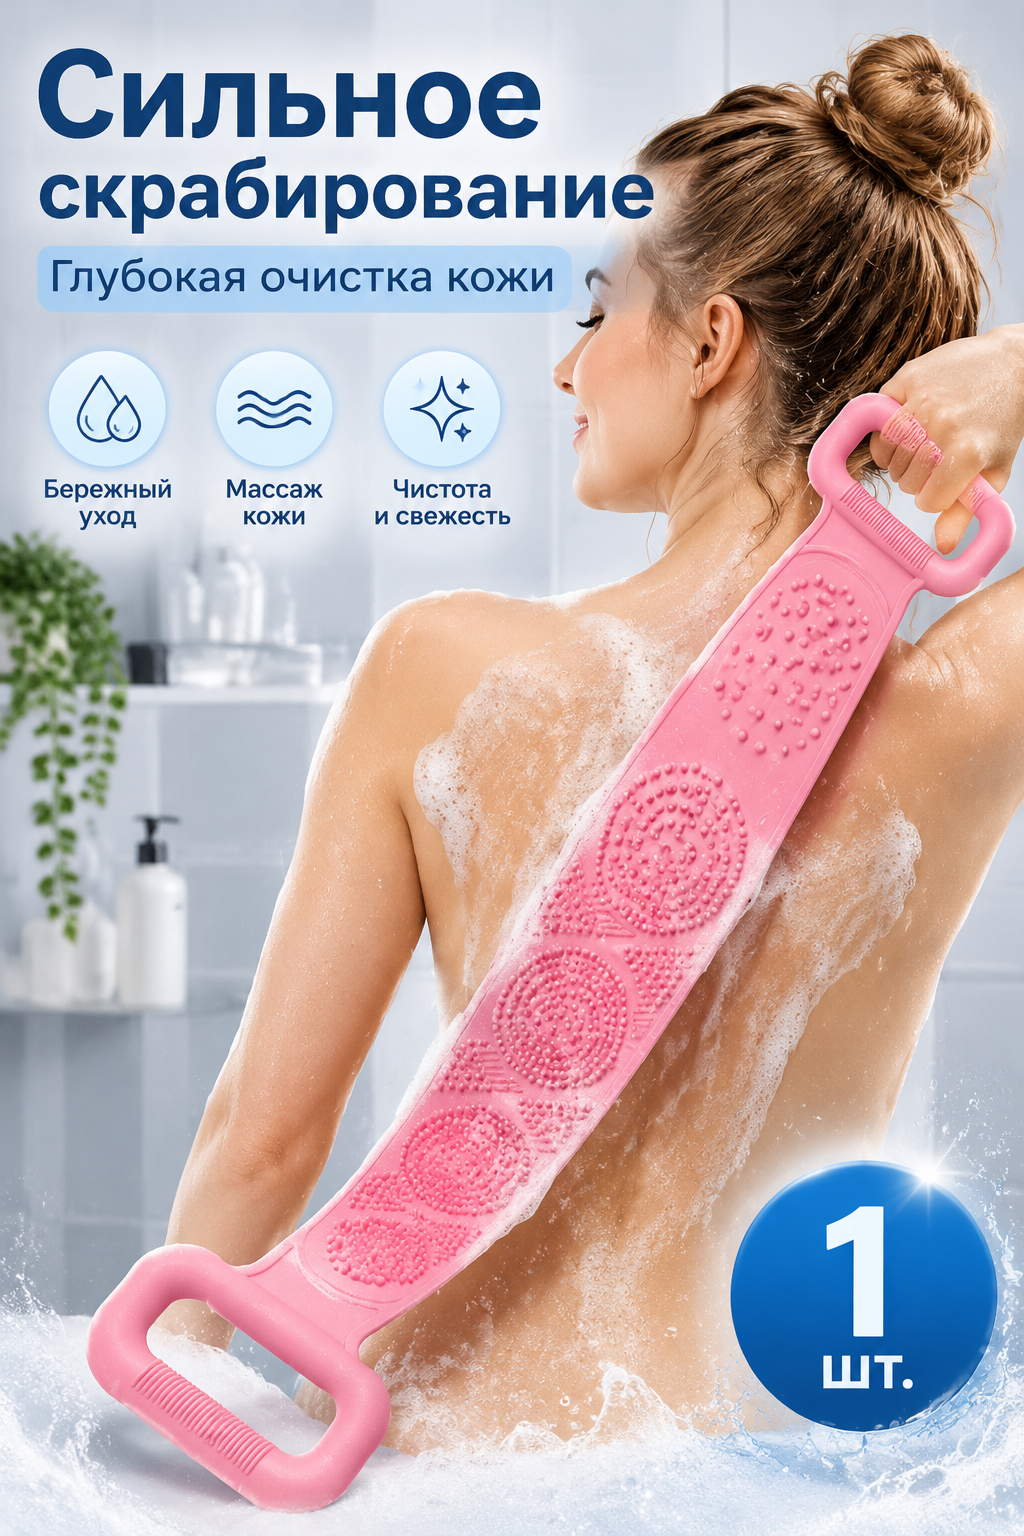 Сильное
скрабирование
Глубокая очистка кожи
Бережный
уход
Массаж
кожи
Чистота
и свежесть
1
шт.